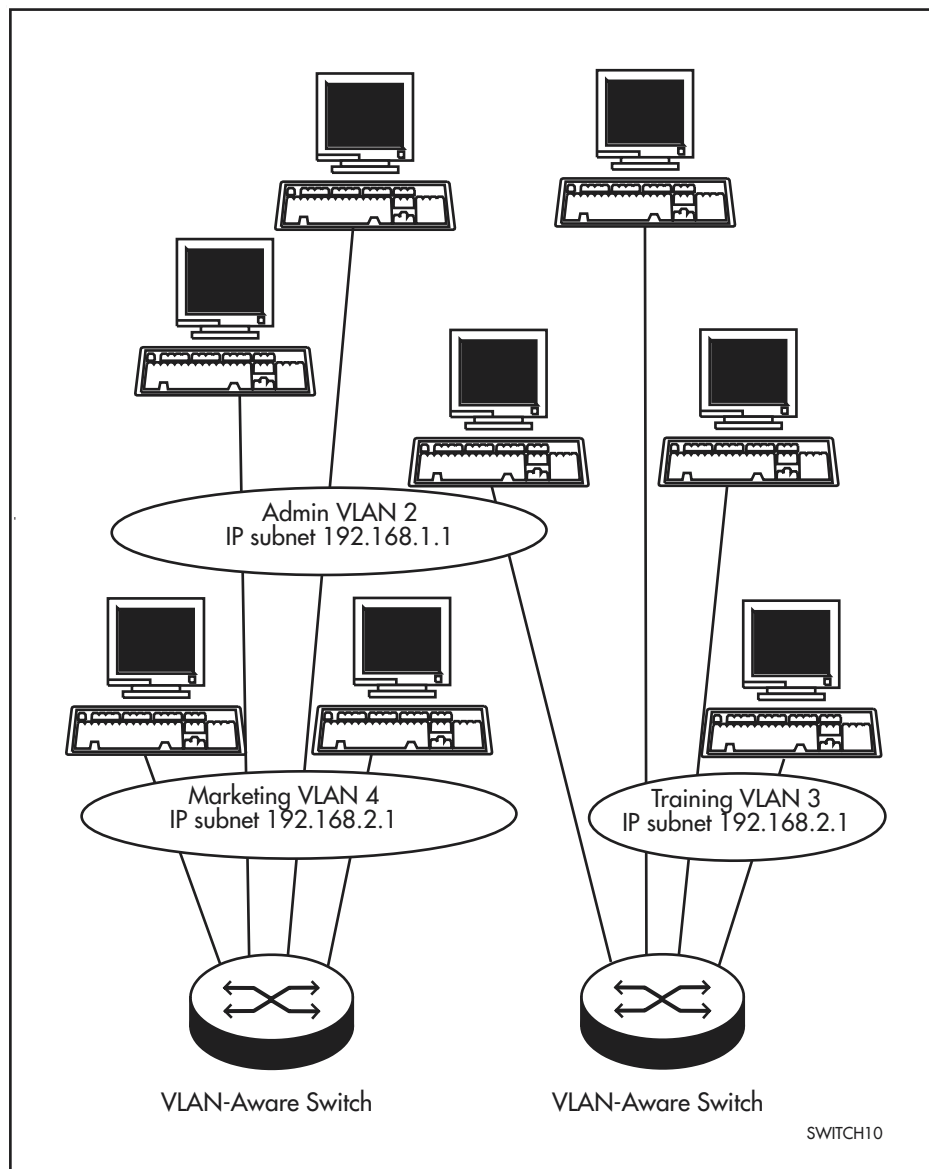 Admin VLAN 2
IP subnet 192.168.1.1
Marketing VLAN 4
IP subnet 192.168.2.1
Training VLAN 3
IP subnet 192.168.2.1
VLAN-Aware Switch
VLAN-Aware Switch
SWITCH10